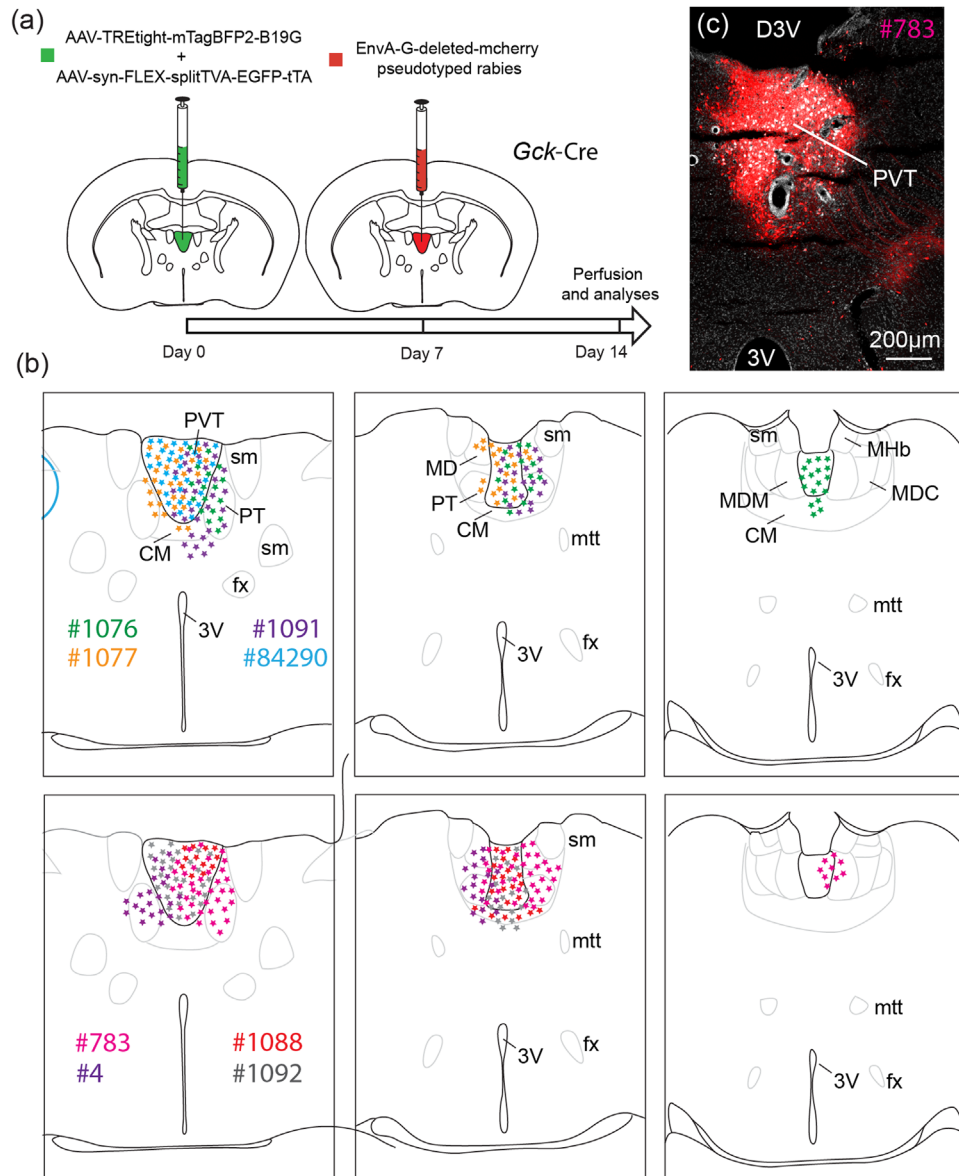 (a)
AAV-TREtight-mTagBFP2-B19G
+
AAV-syn-FLEX-splitTVA-EGFP-tTA
EnvA-G-deleted-mcherry
pseudotyped rabies
Gck-Cre
Perfusion
and analyses
Day 0
Day 7
Day 14
(c)
D3V
#783
PVT
200µm
3V
(b)
PVT
sm
PT
CM
sm
fx
3V
#1076
#1091
#1077
#84290
sm
MD
PT
CM
mtt
fx
3V
sm
MHb
MDM
MDC
CM
mtt
3V
fx
#783
#1088
#4
#1092
sm
mtt
3V
fx
mtt
3V
fx